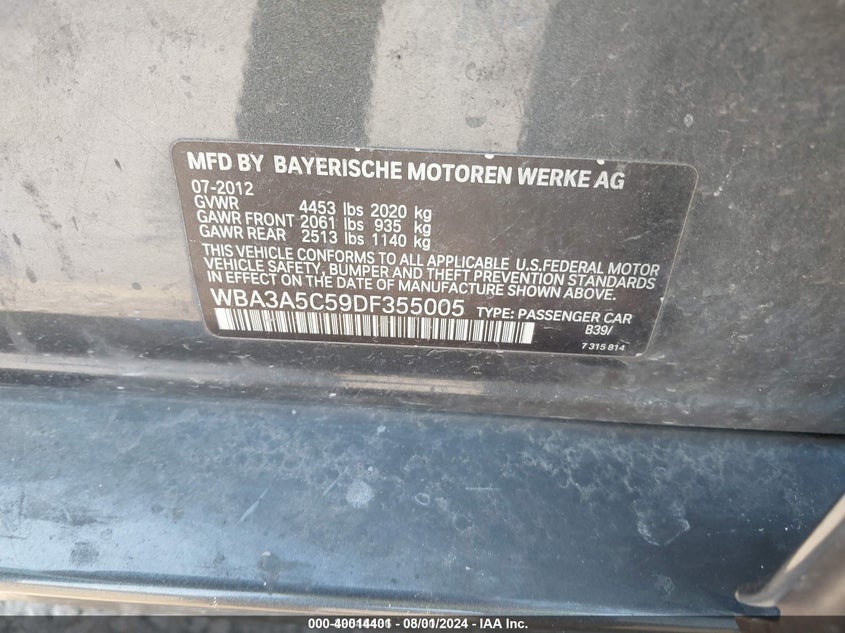 MFD BY BAYERISCHE MOTOREN WERKE AG
07-2012
GVWR 4453 lbs 2020 kg
GAWR FRONT 2061 lbs 935 kg
GAWR REAR 2513 lbs 1140 kg
THIS VEHICLE CONFORMS TO ALL APPLICABLE U.S.FEDERAL MOTOR
VEHICLE SAFETY, BUMPER AND THEFT PREVENTION STANDARDS
IN EFFECT ON THE DATE OF MANUFACTURE SHOWN ABOVE.
WBA3A5C59DF355005 TYPE: PASSENGER CAR
B39/
7 315 814
000-40014401 - 08/01/2024 - IAA Inc.